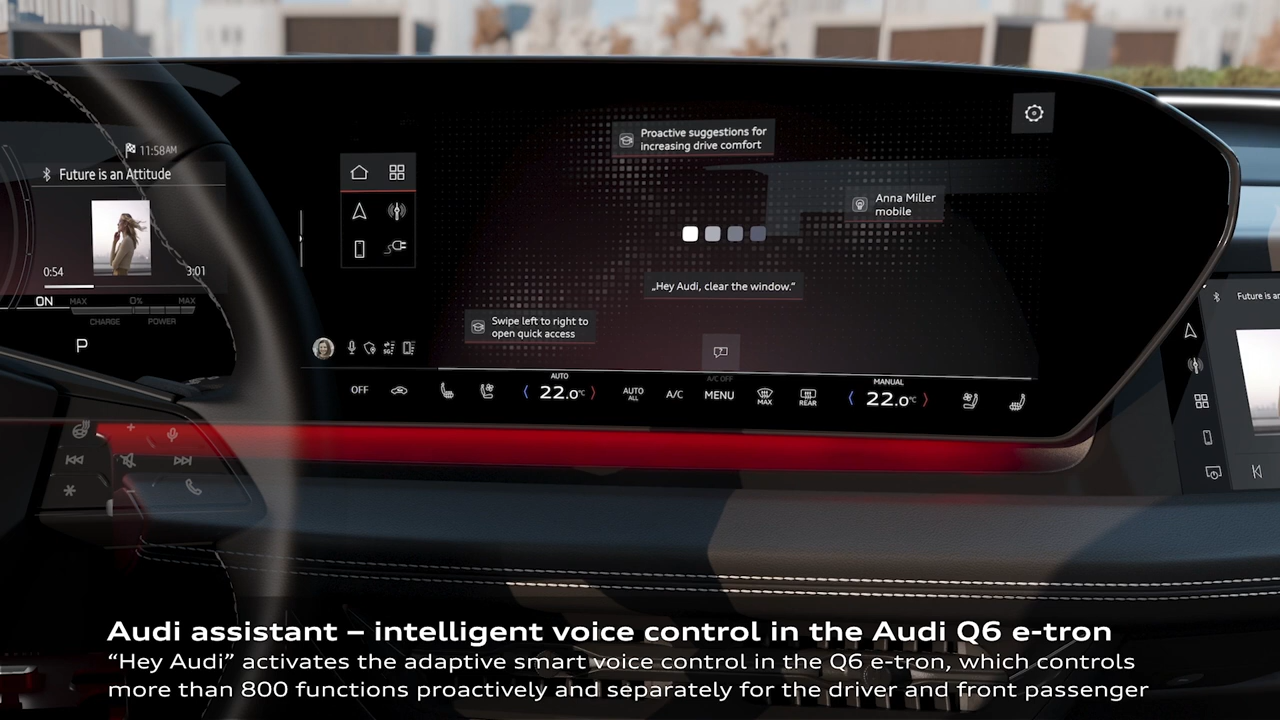 11:58AM
Future is an Attitude
0:54
3:01
ON
MAX
0%
MAX
CHARGE
POWER
P
Proactive suggestions for
increasing drive comfort
Anna Miller
mobile
„Hey Audi, clear the window."
Swipe left to right to
open quick access
5G
OFF
AUTO
22.0°C
AUTO
ALL
A/C
A/C OFF
MENU
MAX
REAR
MANUAL
22.0°C
Future is an
Audi assistant – intelligent voice control in the Audi Q6 e-tron
“Hey Audi” activates the adaptive smart voice control in the Q6 e-tron, which controls
more than 800 functions proactively and separately for the driver and front passenger